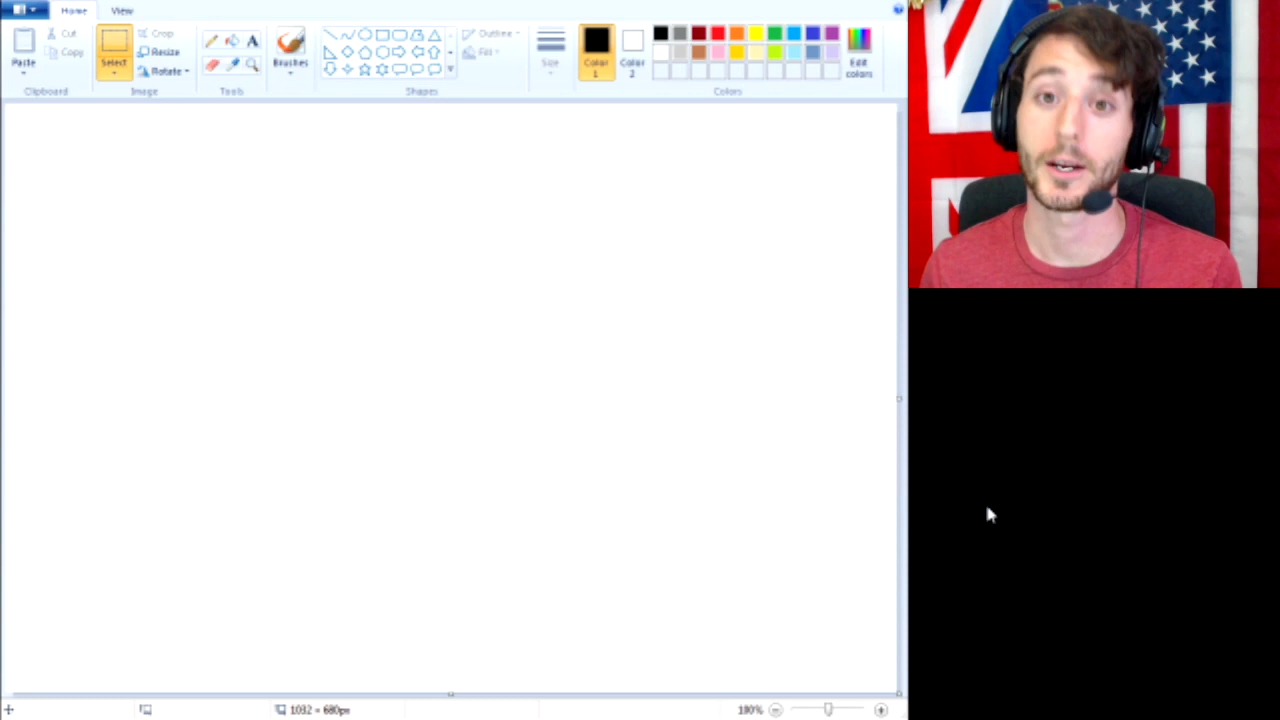 Home View
Cut
Copy
Paste
Clipboard
Select
Crop
Resize
Rotate
Image
A
Tools
Brushes
Shapes
Outline
Fill
Size
Color 1
Color 2
Edit colors
Colors
1032 × 680px
100%